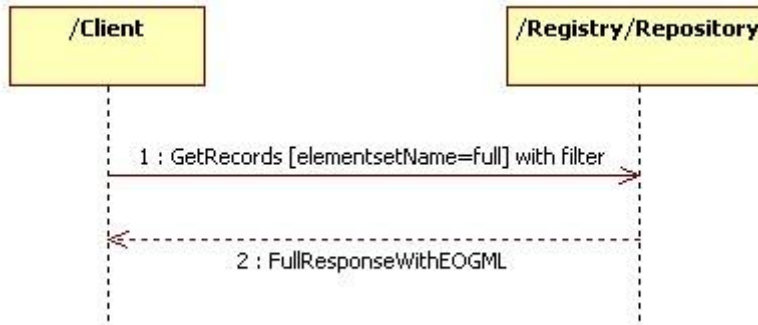 /Client
/Registry/Repository
1 : GetRecords [elementsetName=full] with filter
2 : FullResponseWithEOGML